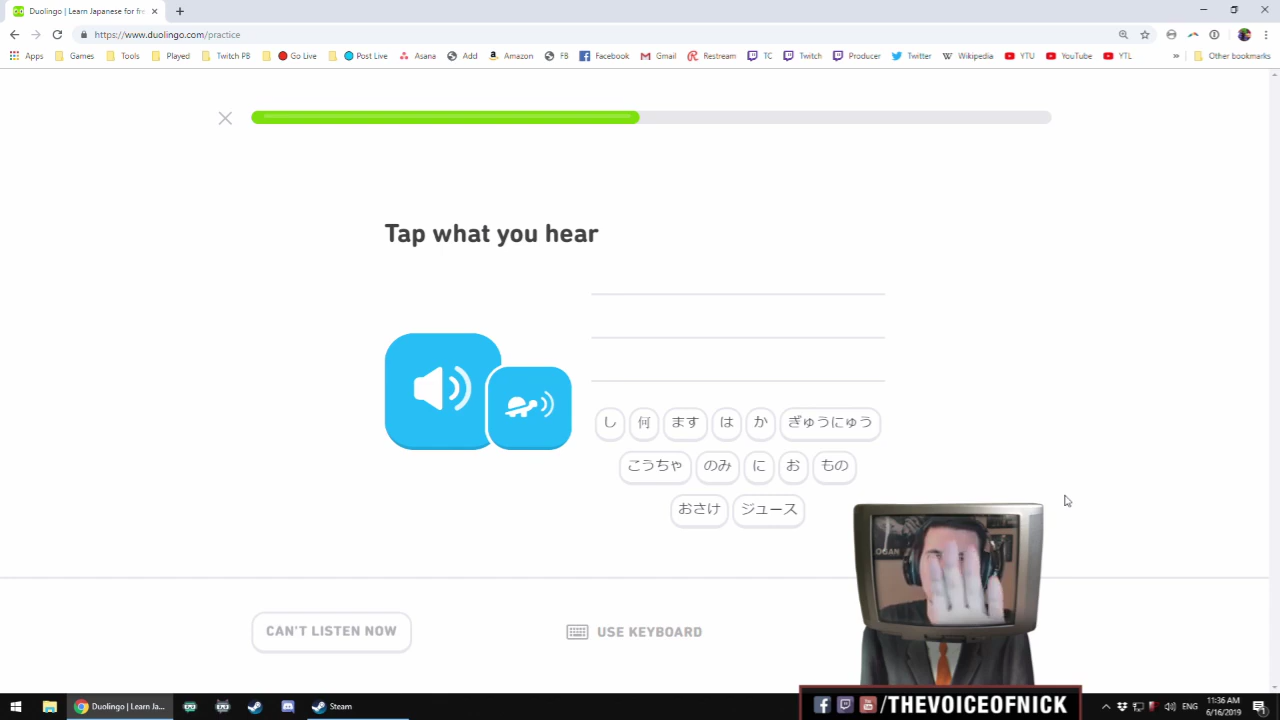 Duolingo | Learn Japanese for fre
https://www.duolingo.com/practice
Apps Games Tools Played Twitch PB Go Live Post Live Asana Add Amazon FB Facebook Gmail Restream TC Twitch Producer Twitter Wikipedia YTU YouTube YTL » Other bookmarks
Tap what you hear
し 何 ます は か ぎゅうにゅう
こうちゃ のみ に お もの
おさけ ジュース
CAN'T LISTEN NOW
USE KEYBOARD
/THEVOICEOFNICK
Duolingo | Learn Ja...
Steam
ENG
11:36 AM
6/16/2019